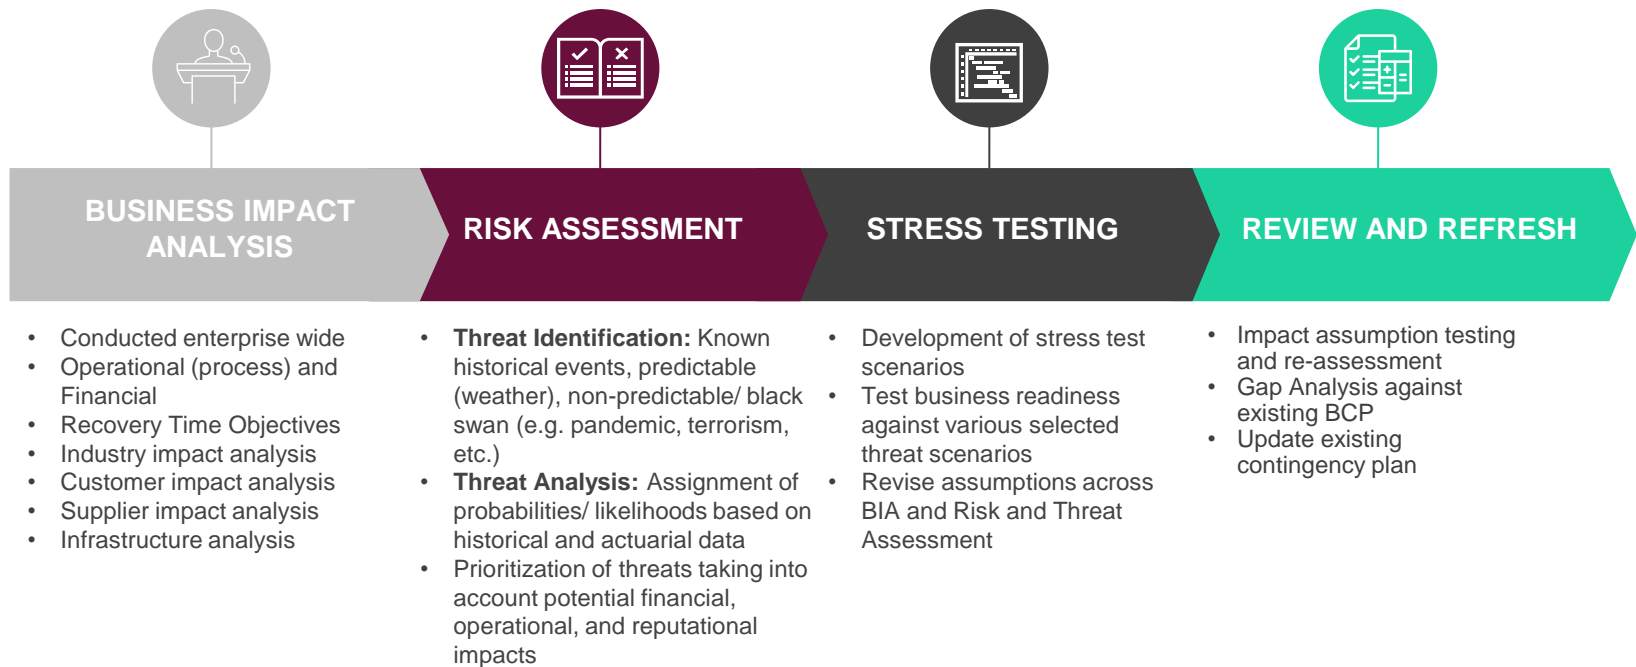 BUSINESS IMPACT
ANALYSIS
RISK ASSESSMENT
STRESS TESTING
REVIEW AND REFRESH
• Conducted enterprise wide
• Operational (process) and
Financial
• Recovery Time Objectives
• Industry impact analysis
• Customer impact analysis
• Supplier impact analysis
• Infrastructure analysis
• Threat Identification: Known
historical events, predictable
(weather), non-predictable/ black
swan (e.g. pandemic, terrorism,
etc.)
• Threat Analysis: Assignment of
probabilities/ likelihoods based on
historical and actuarial data
• Prioritization of threats taking into
account potential financial,
operational, and reputational
impacts
• Development of stress test
scenarios
• Test business readiness
against various selected
threat scenarios
• Revise assumptions across
BIA and Risk and Threat
Assessment
• Impact assumption testing
and re-assessment
• Gap Analysis against
existing BCP
• Update existing
contingency plan